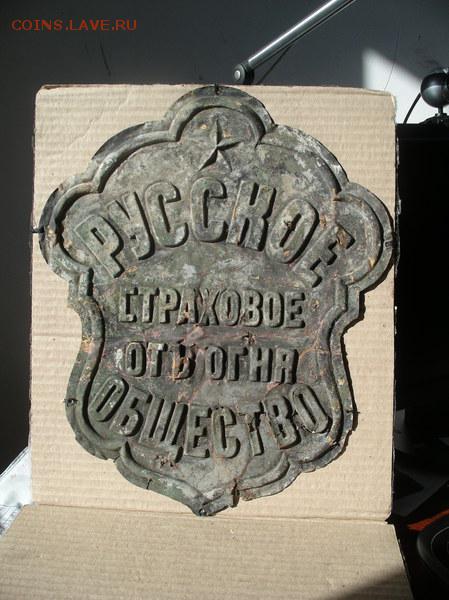 COINS.LAVE.RU
РУССКОЕ
СТРАХОВОЕ
ОТЪ ОГНЯ
ОБЩЕСТВО